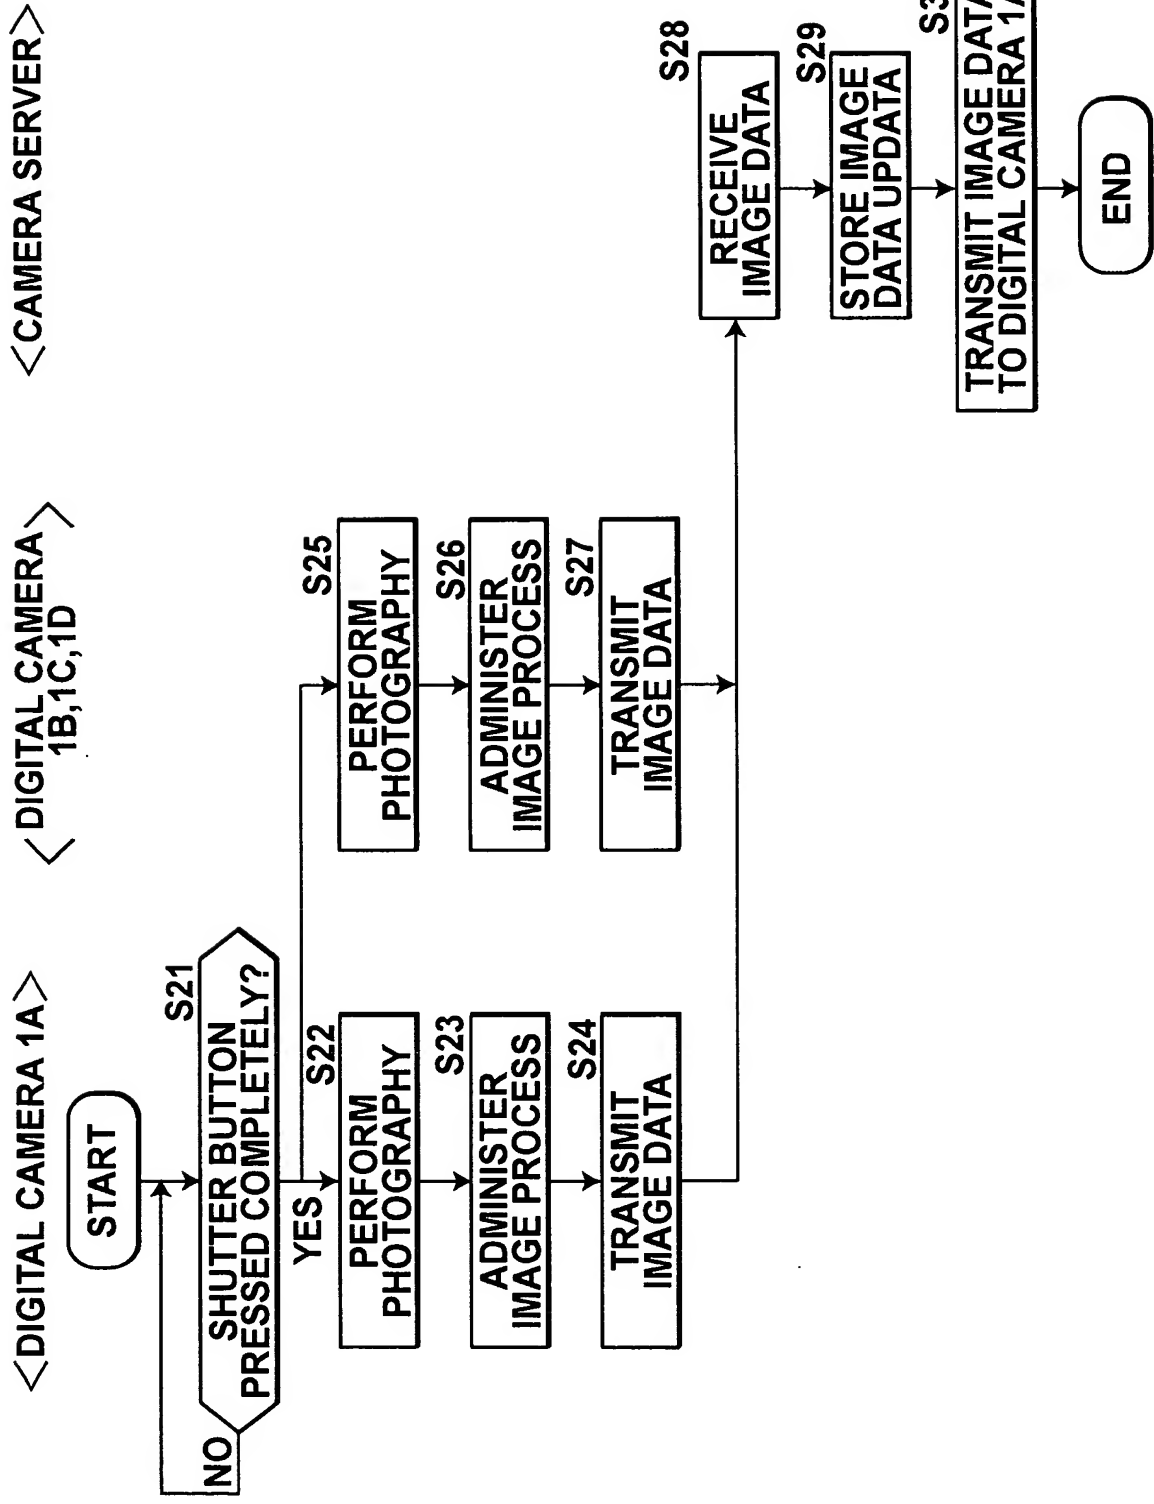 <DIGITAL CAMERA 1A>
START
S21
SHUTTER BUTTON
PRESSED COMPLETELY?
NO
YES
S22
PERFORM
PHOTOGRAPHY
S23
ADMINISTER
IMAGE PROCESS
S24
TRANSMIT
IMAGE DATA
<DIGITAL CAMERA
1B,1C,1D>
S25
PERFORM
PHOTOGRAPHY
S26
ADMINISTER
IMAGE PROCESS
S27
TRANSMIT
IMAGE DATA
<CAMERA SERVER>
S28
RECEIVE
IMAGE DATA
S29
STORE IMAGE
DATA UPDATA
TRANSMIT IMAGE DATA
TO DIGITAL CAMERA 1A
END